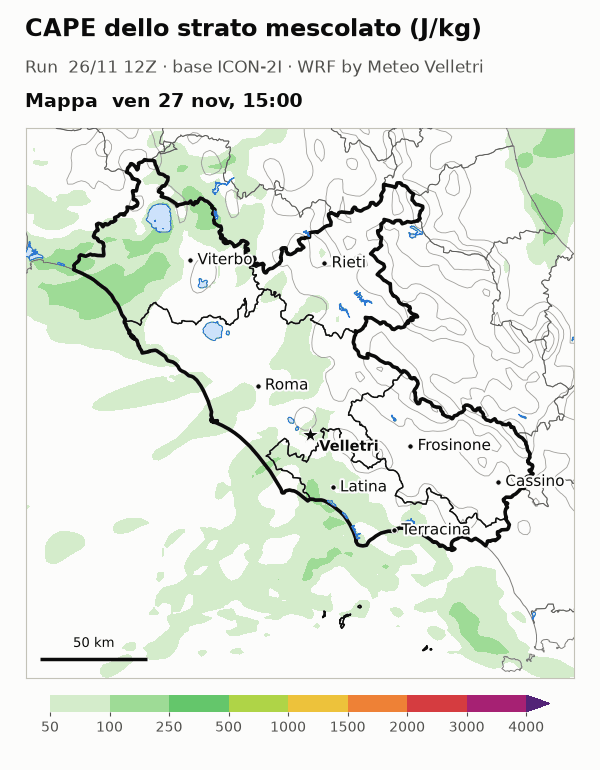 CAPE dello strato mescolato (J/kg)
Run  26/11 12Z · base ICON-2I · WRF by Meteo Velletri
Mappa  ven 27 nov, 15:00
Viterbo
Rieti
Roma
Velletri
Frosinone
Cassino
Latina
Terracina
50 km
50 100 250 500 1000 1500 2000 3000 4000